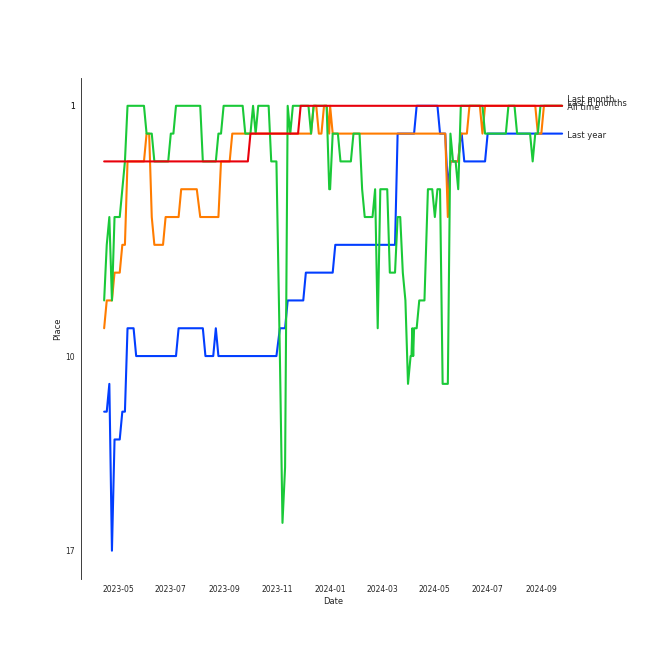 Last month
Last 6 months
All time
Last year
1
10
17
Place
2023-05 2023-07 2023-09 2023-11 2024-01 2024-03 2024-05 2024-07 2024-09
Date